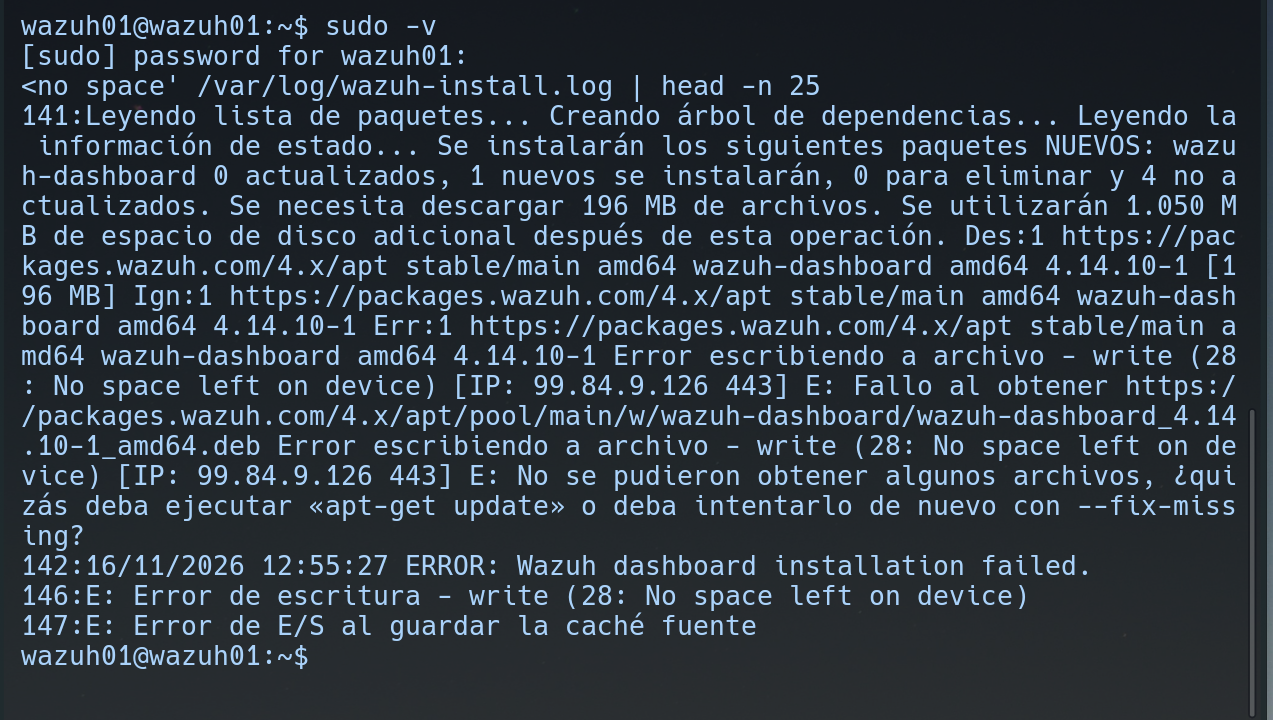 wazuh01@wazuh01:~$ sudo -v
[sudo] password for wazuh01:
<no space' /var/log/wazuh-install.log | head -n 25
141:Leyendo lista de paquetes... Creando árbol de dependencias... Leyendo la
 información de estado... Se instalarán los siguientes paquetes NUEVOS: wazu
h-dashboard 0 actualizados, 1 nuevos se instalarán, 0 para eliminar y 4 no a
ctualizados. Se necesita descargar 196 MB de archivos. Se utilizarán 1.050 M
B de espacio de disco adicional después de esta operación. Des:1 https://pac
kages.wazuh.com/4.x/apt stable/main amd64 wazuh-dashboard amd64 4.14.10-1 [1
96 MB] Ign:1 https://packages.wazuh.com/4.x/apt stable/main amd64 wazuh-dash
board amd64 4.14.10-1 Err:1 https://packages.wazuh.com/4.x/apt stable/main a
md64 wazuh-dashboard amd64 4.14.10-1 Error escribiendo a archivo - write (28
: No space left on device) [IP: 99.84.9.126 443] E: Fallo al obtener https:/
/packages.wazuh.com/4.x/apt/pool/main/w/wazuh-dashboard/wazuh-dashboard_4.14
.10-1_amd64.deb Error escribiendo a archivo - write (28: No space left on de
vice) [IP: 99.84.9.126 443] E: No se pudieron obtener algunos archivos, ¿qui
zás deba ejecutar «apt-get update» o deba intentarlo de nuevo con --fix-miss
ing?
142:16/11/2026 12:55:27 ERROR: Wazuh dashboard installation failed.
146:E: Error de escritura - write (28: No space left on device)
147:E: Error de E/S al guardar la caché fuente
wazuh01@wazuh01:~$